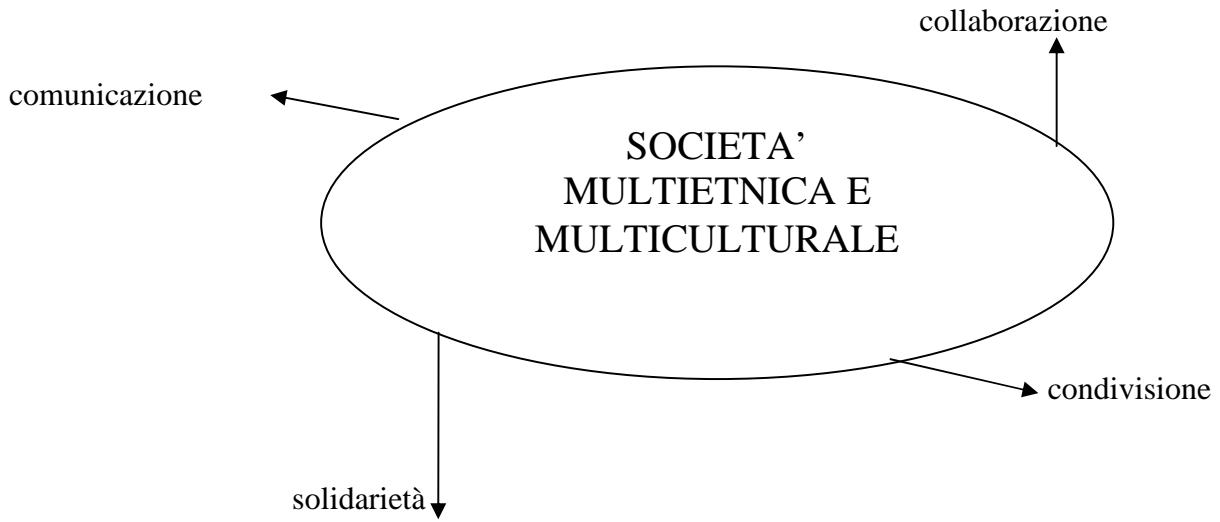 collaborazione
comunicazione
SOCIETA’
MULTIETNICA E
MULTICULTURALE
condivisione
solidarietà